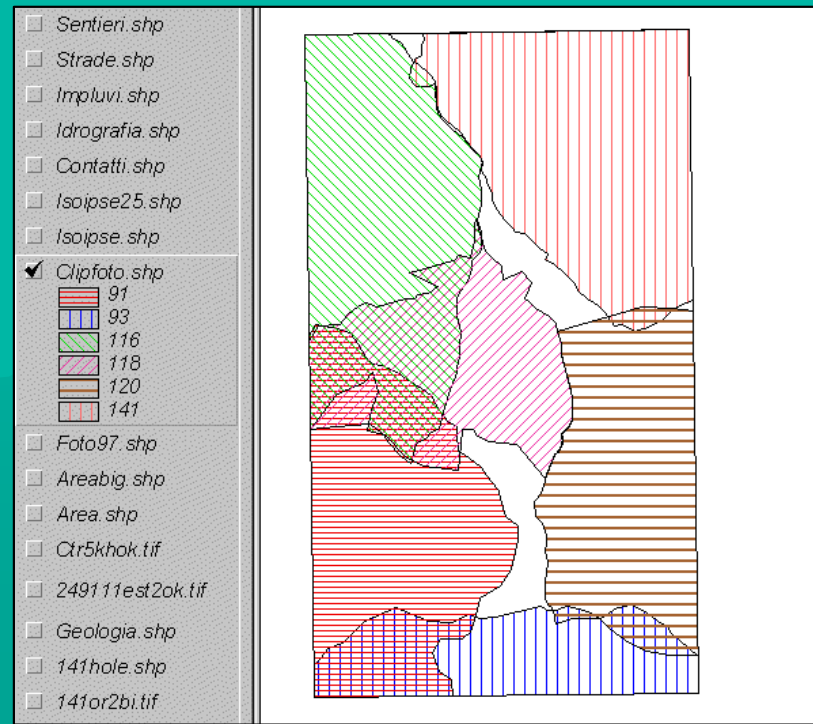 Sentieri.shp
Strade.shp
Impluvi.shp
Idrografia.shp
Contatti.shp
Isoipse25.shp
Isoipse.shp
Clipfoto.shp
91
93
116
118
120
141
Foto97.shp
Areabig.shp
Area.shp
Ctr5khok.tif
249111est2ok.tif
Geologia.shp
141hole.shp
141or2bi.tif